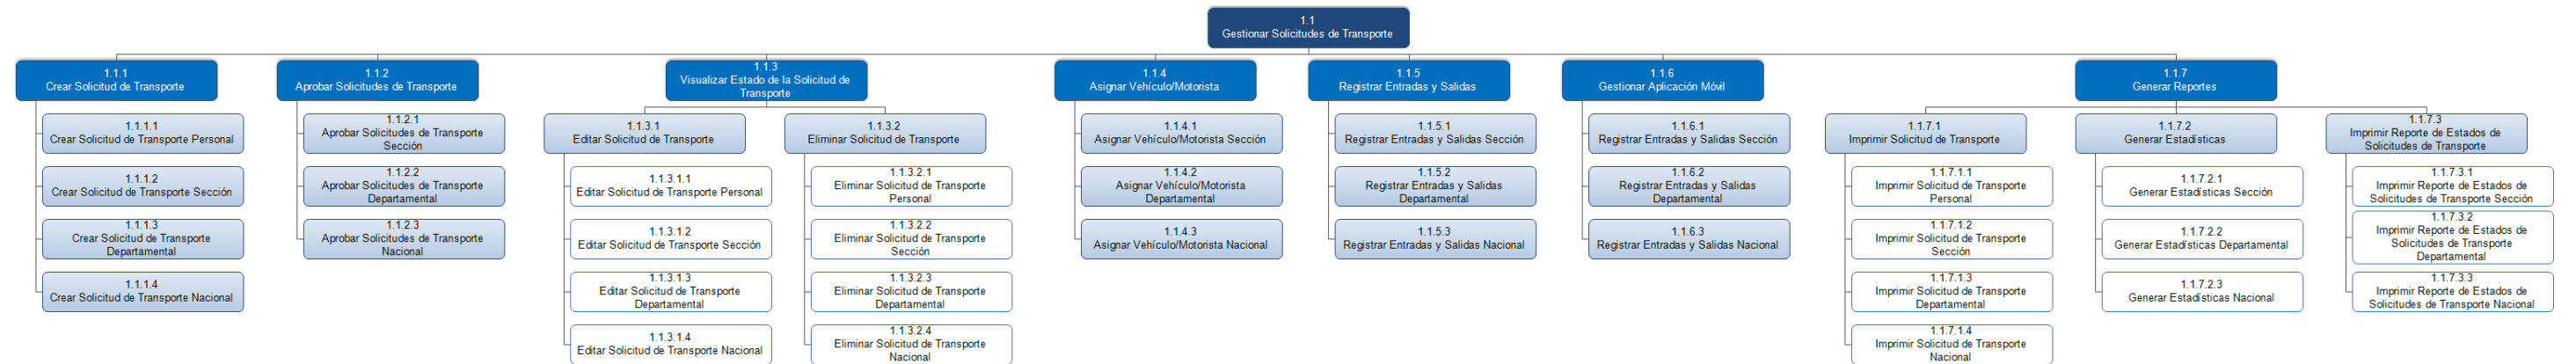 1.1
Gestionar Solicitudes de Transporte
1.1.1
Crear Solicitud de Transporte
1.1.1.1
Crear Solicitud de Transporte Personal
1.1.1.2
Crear Solicitud de Transporte Sección
1.1.1.3
Crear Solicitud de Transporte
Departamental
1.1.1.4
Crear Solicitud de Transporte Nacional
1.1.2
Aprobar Solicitudes de Transporte
1.1.2.1
Aprobar Solicitudes de Transporte
Sección
1.1.2.2
Aprobar Solicitudes de Transporte
Departamental
1.1.2.3
Aprobar Solicitudes de Transporte
Nacional
1.1.3
Visualizar Estado de la Solicitud de
Transporte
1.1.3.1
Editar Solicitud de Transporte
1.1.3.1.1
Editar Solicitud de Transporte Personal
1.1.3.1.2
Editar Solicitud de Transporte Sección
1.1.3.1.3
Editar Solicitud de Transporte
Departamental
1.1.3.1.4
Editar Solicitud de Transporte Nacional
1.1.3.2
Eliminar Solicitud de Transporte
1.1.3.2.1
Eliminar Solicitud de Transporte
Personal
1.1.3.2.2
Eliminar Solicitud de Transporte
Sección
1.1.3.2.3
Eliminar Solicitud de Transporte
Departamental
1.1.3.2.4
Eliminar Solicitud de Transporte
Nacional
1.1.4
Asignar Vehículo/Motorista
1.1.4.1
Asignar Vehículo/Motorista Sección
1.1.4.2
Asignar Vehículo/Motorista
Departamental
1.1.4.3
Asignar Vehículo/Motorista Nacional
1.1.5
Registrar Entradas y Salidas
1.1.5.1
Registrar Entradas y Salidas Sección
1.1.5.2
Registrar Entradas y Salidas
Departamental
1.1.5.3
Registrar Entradas y Salidas Nacional
1.1.6
Gestionar Aplicación Móvil
1.1.6.1
Registrar Entradas y Salidas Sección
1.1.6.2
Registrar Entradas y Salidas
Departamental
1.1.6.3
Registrar Entradas y Salidas Nacional
1.1.7
Generar Reportes
1.1.7.1
Imprimir Solicitud de Transporte
1.1.7.1.1
Imprimir Solicitud de Transporte
Personal
1.1.7.1.2
Imprimir Solicitud de Transporte
Sección
1.1.7.1.3
Imprimir Solicitud de Transporte
Departamental
1.1.7.1.4
Imprimir Solicitud de Transporte
Nacional
1.1.7.2
Generar Estadísticas
1.1.7.2.1
Generar Estadísticas Sección
1.1.7.2.2
Generar Estadísticas Departamental
1.1.7.2.3
Generar Estadísticas Nacional
1.1.7.3
Imprimir Reporte de Estados de
Solicitudes de Transporte
1.1.7.3.1
Imprimir Reporte de Estados de
Solicitudes de Transporte Sección
1.1.7.3.2
Imprimir Reporte de Estados de
Solicitudes de Transporte
Departamental
1.1.7.3.3
Imprimir Reporte de Estados de
Solicitudes de Transporte Nacional